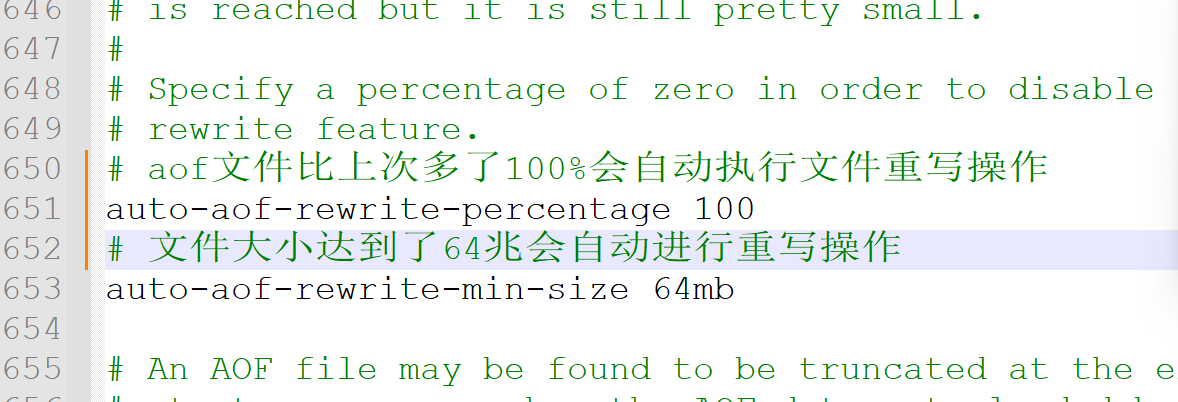 646 # is reached but it is still pretty small.
647 #
648 # Specify a percentage of zero in order to disable
649 # rewrite feature.
650 # aof文件比上次多了100%会自动执行文件重写操作
651 auto-aof-rewrite-percentage 100
652 # 文件大小达到了64兆会自动进行重写操作
653 auto-aof-rewrite-min-size 64mb
654
655 # An AOF file may be found to be truncated at the e